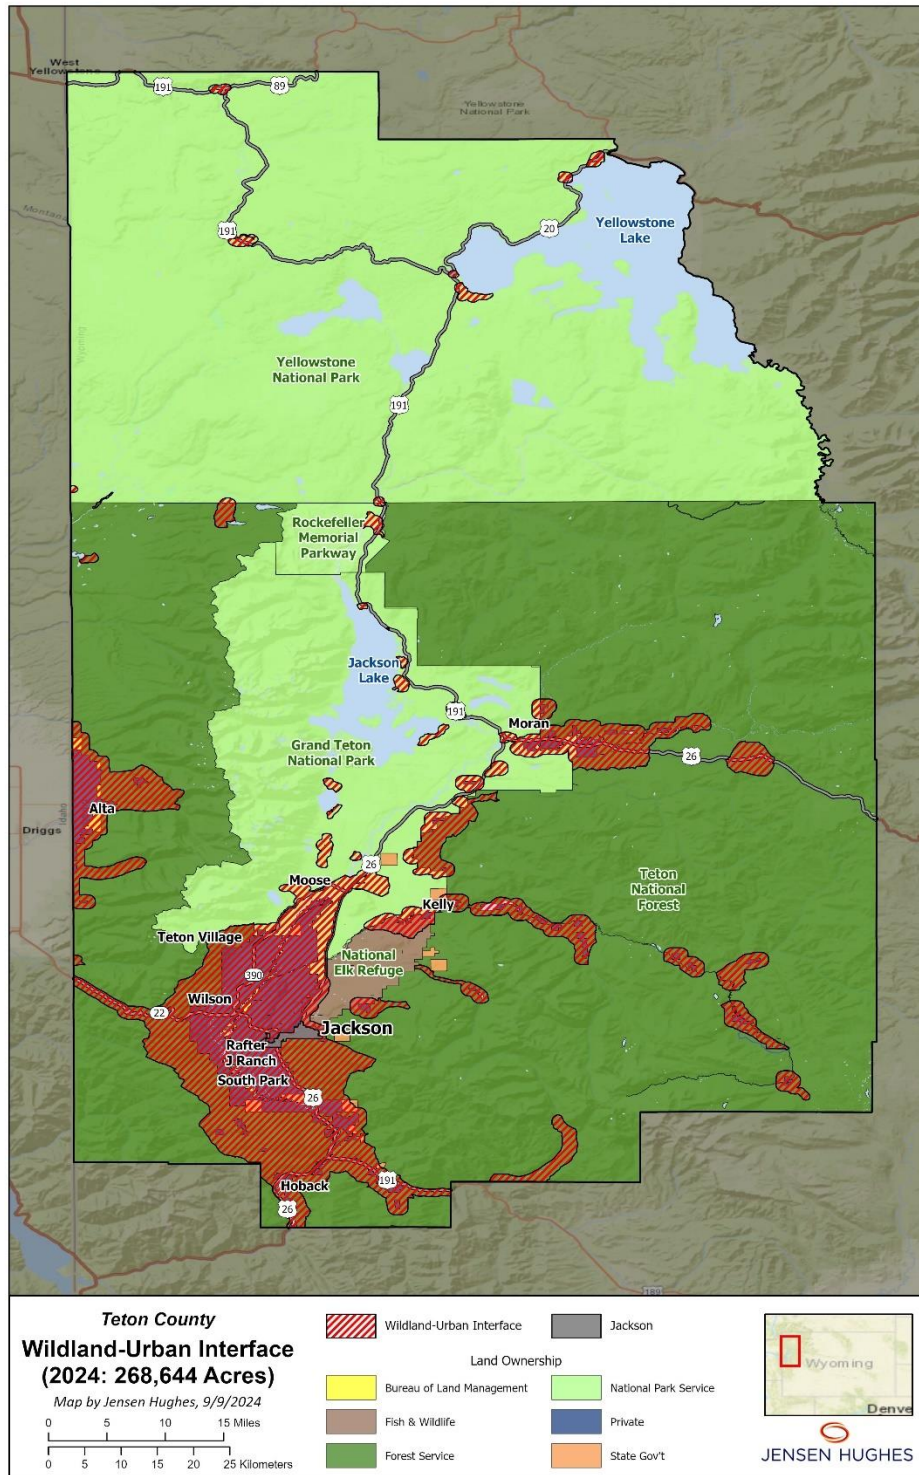 West
Yellowstone
191
89
Yellowstone
National Park
Montana
191
20
Yellowstone
Lake
Wyoming
Yellowstone
National Park
191
Rockefeller
Memorial
Parkway
Jackson
Lake
191
Moran
Grand Teton
National Park
26
Alta
Idaho
Driggs
26
Moose
Teton
National
Forest
Kelly
Teton Village
National
Elk Refuge
390
Wilson
22
Jackson
Rafter
J Ranch
South Park
26
Hoback
191
26
189
Teton County
Wildland-Urban Interface
(2024: 268,644 Acres)
Map by Jensen Hughes, 9/9/2024
0 5 10 15 Miles
0 5 10 15 20 25 Kilometers
Wildland-Urban Interface
Jackson
Land Ownership
Bureau of Land Management
National Park Service
Fish & Wildlife
Private
Forest Service
State Gov't
Wyoming
Denve
JENSEN HUGHES